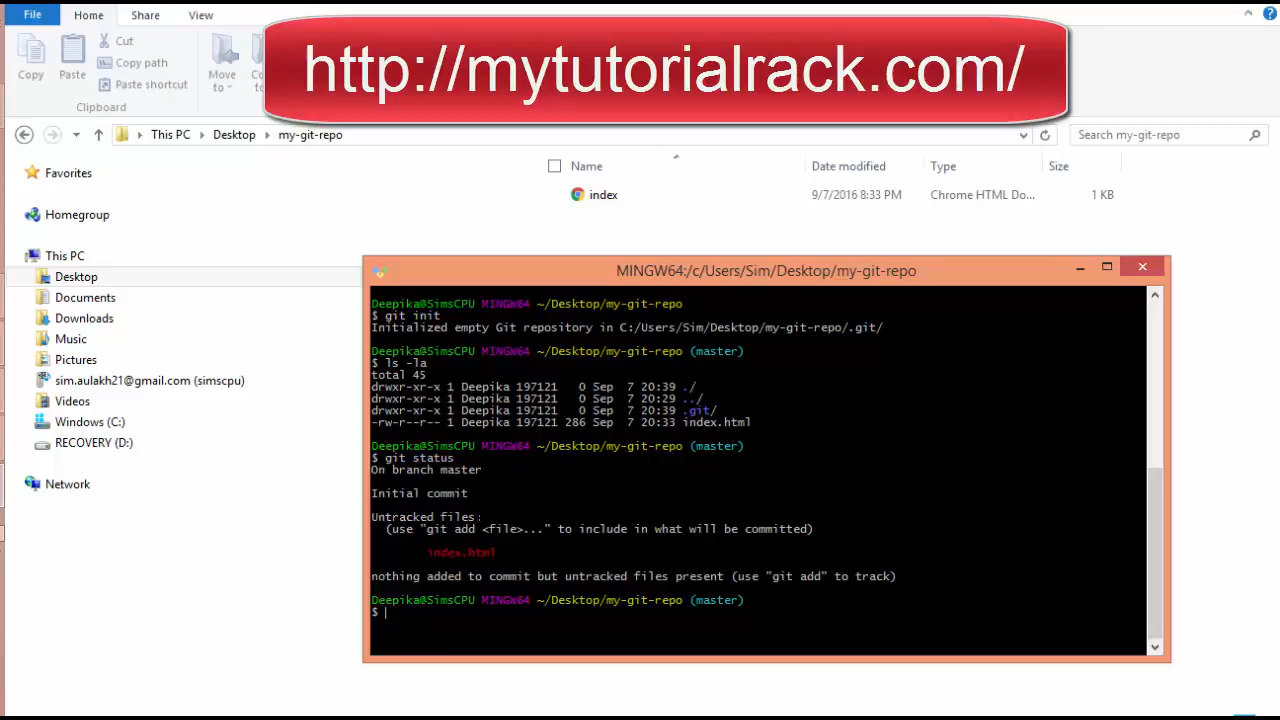 File Home Share View
http://mytutorialrack.com/
Copy
Paste
Cut
Copy path
Paste shortcut
Move
to
Clipboard
This PC Desktop my-git-repo
Search my-git-repo
Name Date modified Type Size
index 9/7/2016 8:33 PM Chrome HTML Do... 1 KB
Favorites
Homegroup
This PC
Desktop
Documents
Downloads
Music
Pictures
sim.aulakh21@gmail.com (simscpu)
Videos
Windows (C:)
RECOVERY (D:)
Network
MINGW64:/c/Users/Sim/Desktop/my-git-repo
Deepika@SimsCPU MINGW64 ~/Desktop/my-git-repo
$ git init
Initialized empty Git repository in C:/Users/Sim/Desktop/my-git-repo/.git/
Deepika@SimsCPU MINGW64 ~/Desktop/my-git-repo (master)
$ ls -la
total 45
drwxr-xr-x 1 Deepika 197121   0 Sep  7 20:39 ./
drwxr-xr-x 1 Deepika 197121   0 Sep  7 20:29 ../
drwxr-xr-x 1 Deepika 197121   0 Sep  7 20:39 .git/
-rw-r--r-- 1 Deepika 197121 286 Sep  7 20:33 index.html
Deepika@SimsCPU MINGW64 ~/Desktop/my-git-repo (master)
$ git status
On branch master
Initial commit
Untracked files:
(use "git add <file>..." to include in what will be committed)
index.html
nothing added to commit but untracked files present (use "git add" to track)
Deepika@SimsCPU MINGW64 ~/Desktop/my-git-repo (master)
$